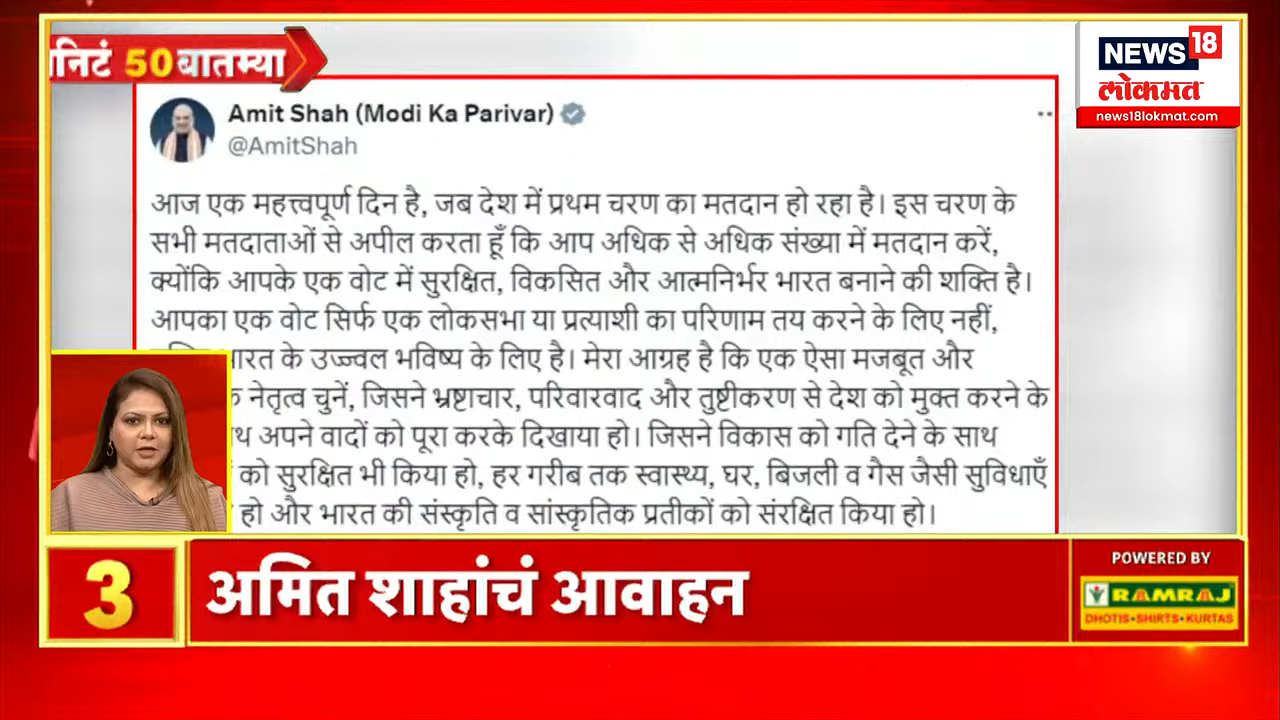 50 बातम्या
NEWS 18
लोकमत
news18lokmat.com
Amit Shah (Modi Ka Parivar)
@AmitShah
आज एक महत्त्वपूर्ण दिन है, जब देश में प्रथम चरण का मतदान हो रहा है। इस चरण के
सभी मतदाताओं से अपील करता हूँ कि आप अधिक से अधिक संख्या में मतदान करें,
क्योंकि आपके एक वोट में सुरक्षित, विकसित और आत्मनिर्भर भारत बनाने की शक्ति है।
आपका एक वोट सिर्फ एक लोकसभा या प्रत्याशी का परिणाम तय करने के लिए नहीं,
भारत के उज्ज्वल भविष्य के लिए है। मेरा आग्रह है कि एक ऐसा मजबूत और
नेतृत्व चुनें, जिसने भ्रष्टाचार, परिवारवाद और तुष्टीकरण से देश को मुक्त करने के
अपने वादों को पूरा करके दिखाया हो। जिसने विकास को गति देने के साथ
को सुरक्षित भी किया हो, हर गरीब तक स्वास्थ्य, घर, बिजली व गैस जैसी सुविधाएँ
हो और भारत की संस्कृति व सांस्कृतिक प्रतीकों को संरक्षित किया हो।
3 अमित शाहांचं आवाहन
POWERED BY
RAMRAJ
DHOTIS•SHIRTS•KURTAS